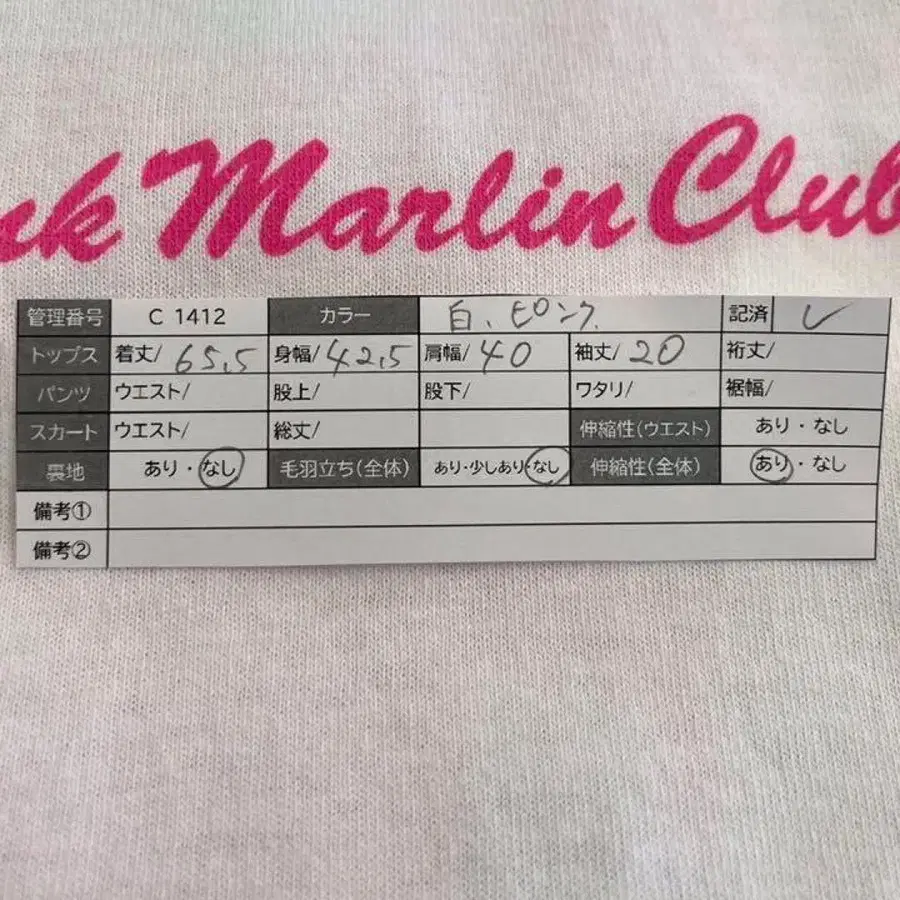 nk Marlin Club
管理番号 C 1412 カラー 白、ピンク 記済 レ
トップス 着丈/ 65.5 身幅/ 42.5 肩幅/ 40 袖丈/ 20 裄丈/
パンツ ウエスト/ 股上/ 股下/ ワタリ/ 裾幅/
スカート ウエスト/ 総丈/ 伸縮性(ウエスト) あり・なし
裏地 あり・なし 毛羽立ち(全体) あり・少しあり・なし 伸縮性(全体) あり・なし
備考①
備考②